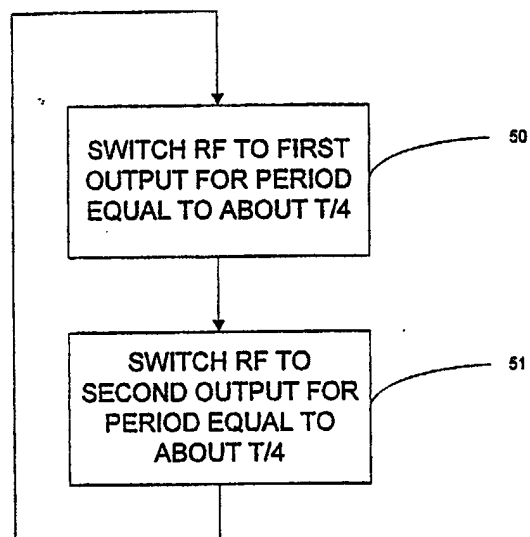 SWITCH RF TO FIRST
OUTPUT FOR PERIOD
EQUAL TO ABOUT T/4
50
SWITCH RF TO
SECOND OUTPUT FOR
PERIOD EQUAL TO
ABOUT T/4
51